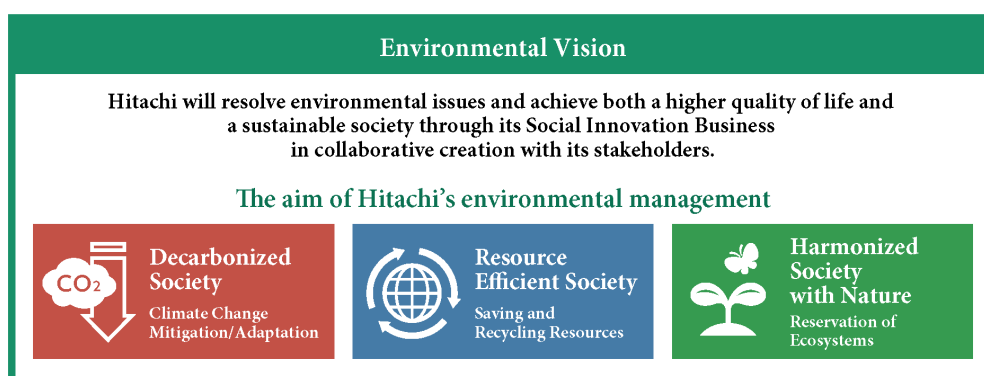 Environmental Vision
Hitachi will resolve environmental issues and achieve both a higher quality of life and
a sustainable society through its Social Innovation Business
in collaborative creation with its stakeholders.
The aim of Hitachi's environmental management
CO2
Decarbonized
Society
Climate Change
Mitigation/Adaptation
Resource
Efficient Society
Saving and
Recycling Resources
Harmonized
Society
with Nature
Reservation of
Ecosystems